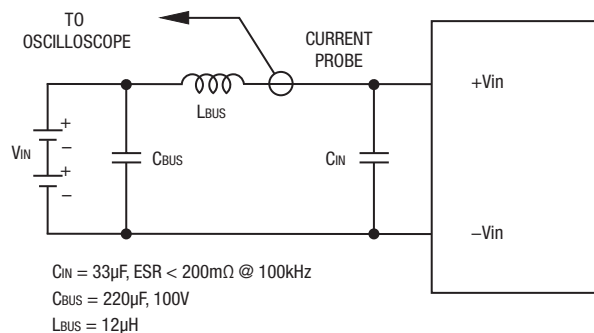 TO
OSCILLOSCOPE
CURRENT
PROBE
+Vin
LBUS
+
VIN
−
+
−
CBUS
CIN
−Vin
CIN = 33µF, ESR < 200mΩ @ 100kHz
CBUS = 220µF, 100V
LBUS = 12µH